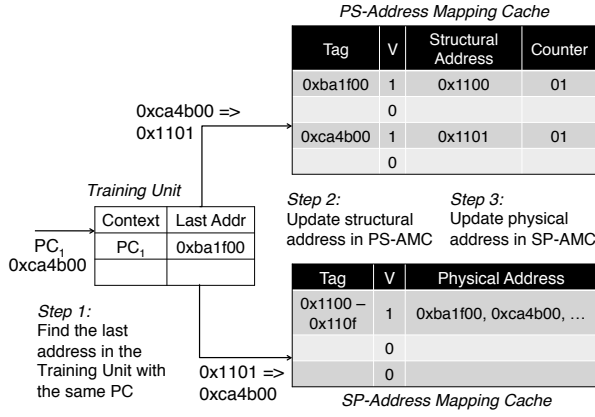 PS-Address Mapping Cache
Tag V Structural Address Counter
0xba1f00 1 0x1100 01
0
0xca4b00 1 0x1101 01
0
0xca4b00 =>
0x1101
Training Unit
Context Last Addr
PC1 0xba1f00
PC1
0xca4b00
Step 1:
Find the last
address in the
Training Unit with
the same PC
Step 2:
Update structural
address in PS-AMC
Step 3:
Update physical
address in SP-AMC
Tag V Physical Address
0x1100 –
0x110f 1 0xba1f00, 0xca4b00, …
0
0
0x1101 =>
0xca4b00
SP-Address Mapping Cache